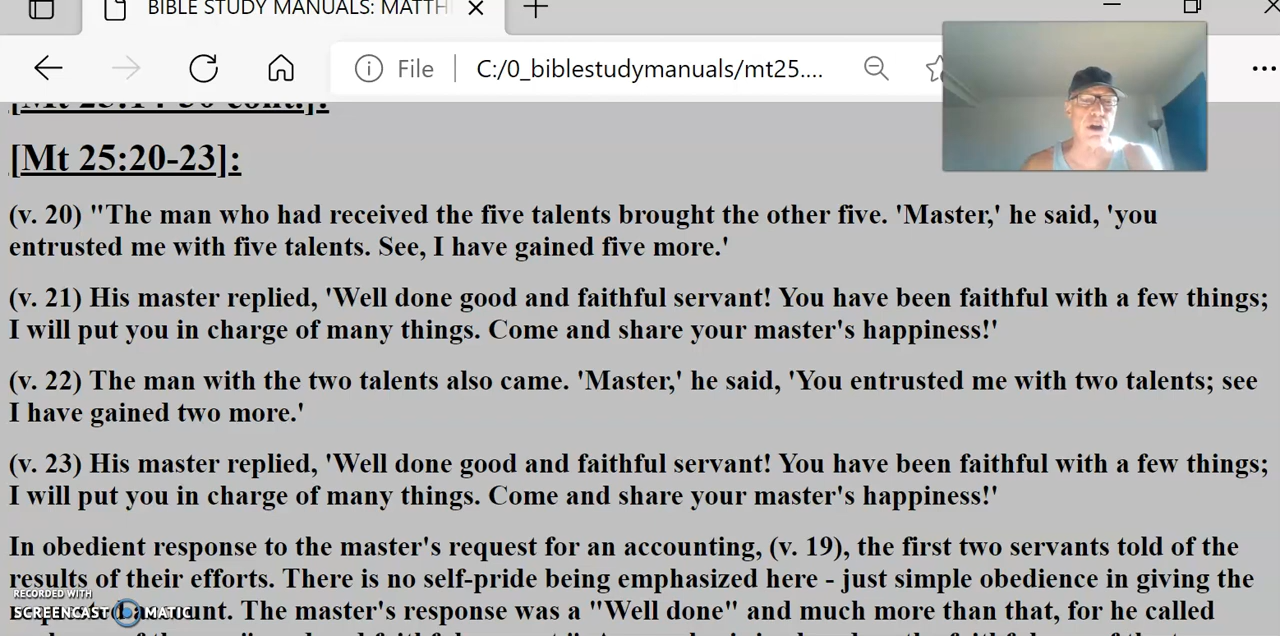 BIBLE STUDY MANUALS: MATTH
File C:/0_biblestudymanuals/mt25....
[Mt 25:14-30 cont.]:
[Mt 25:20-23]:
(v. 20) "The man who had received the five talents brought the other five. 'Master,' he said, 'you
entrusted me with five talents. See, I have gained five more.'
(v. 21) His master replied, 'Well done good and faithful servant! You have been faithful with a few things;
I will put you in charge of many things. Come and share your master's happiness!'
(v. 22) The man with the two talents also came. 'Master,' he said, 'You entrusted me with two talents; see
I have gained two more.'
(v. 23) His master replied, 'Well done good and faithful servant! You have been faithful with a few things;
I will put you in charge of many things. Come and share your master's happiness!'
In obedient response to the master's request for an accounting, (v. 19), the first two servants told of the
results of their efforts. There is no self-pride being emphasized here - just simple obedience in giving the
RECORDED WITH
SCREENCAST MATIC
The master's response was a "Well done" and much more than that, for he called